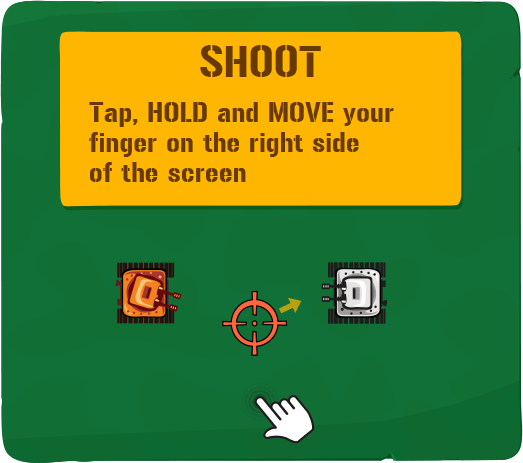 SHOOT
Tap, HOLD and MOVE your
finger on the right side
of the screen